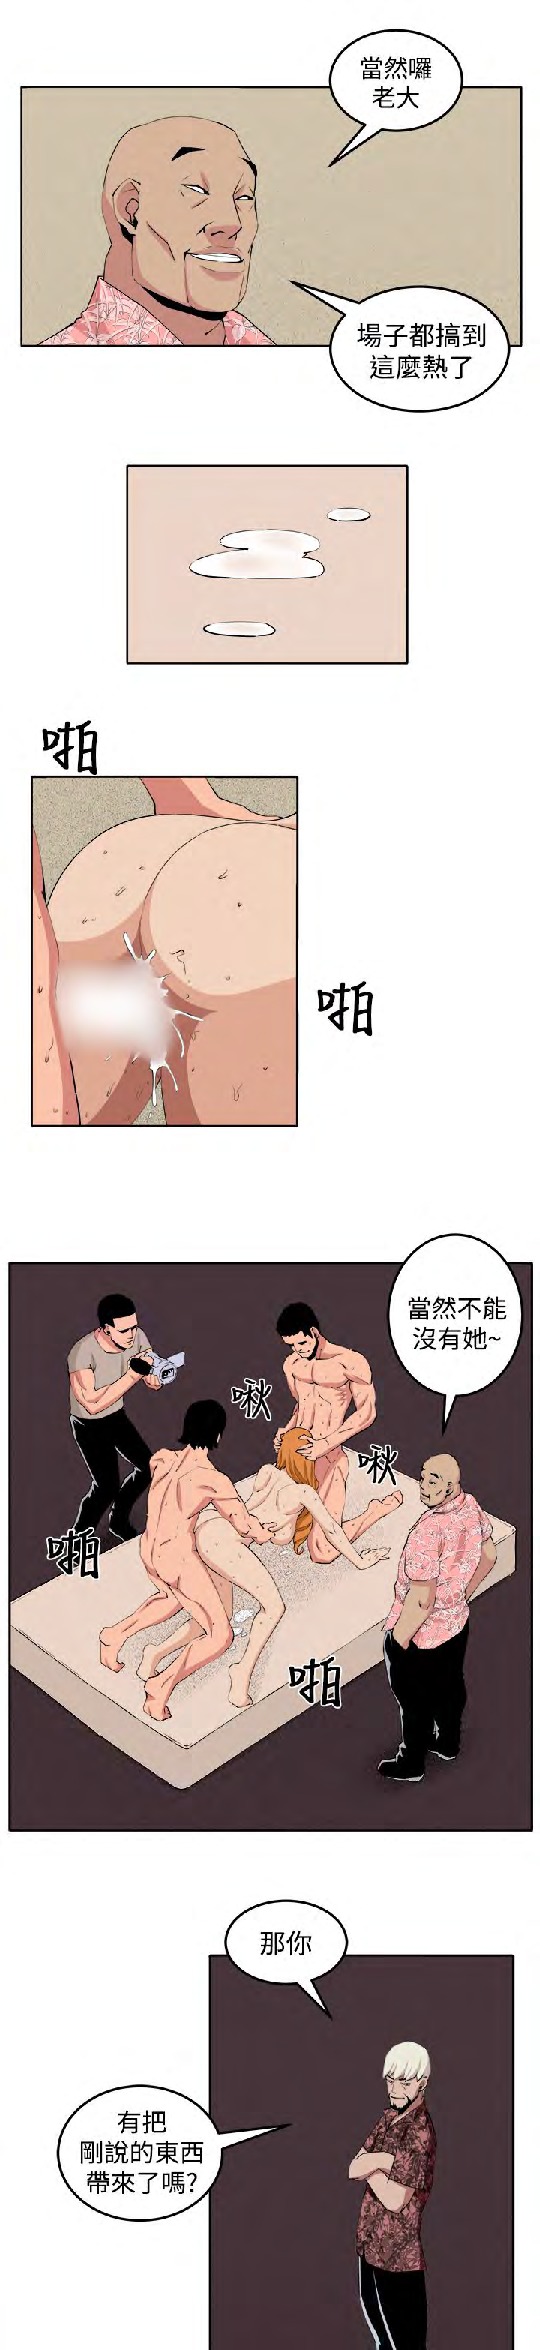 當然囉
老大
場子都搞到
這麼熱了
啪
啪
當然不能
沒有她~
啾
啾
啪
啪
那你
有把
剛說的東西
帶來了嗎?